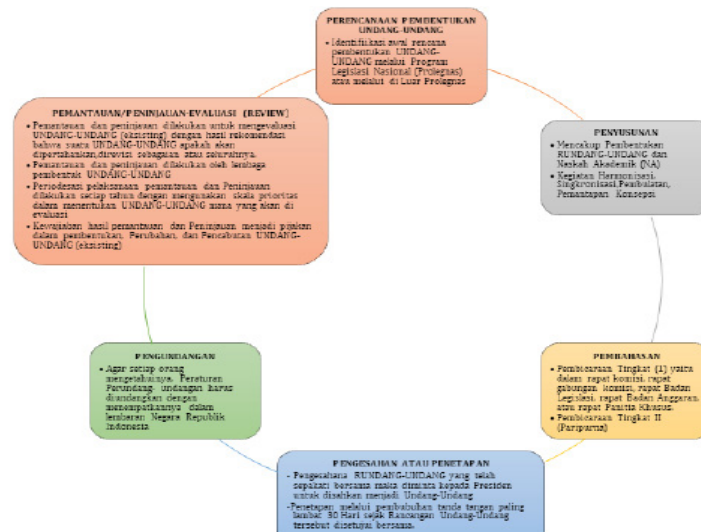 PERENCANAAN PEMBENTUKAN
UNDANG-UNDANG
• Identifiikasi awal rencana
pembentukan UNDANG-
UNDANG melalui Program
Legislasi Nasional (Prolegnas)
atau melalui di Luar Prolegnas
PENYUSUNAN
• Mencakup Pembentukan
RUNDANG-UNDANG dan
Naskah Akademik (NA)
• Kegiatan Harmonisasi,
Singkronisasi,Pembulatan,
Pemantapan Konsepsi
PEMBAHASAN
• Pembicaraan Tingkat (1) yaitu
dalam rapat komisi, rapat
gabungan komisi, rapat Badan
Legislasi, rapat Badan Anggaran,
atau rapat Panitia Khusus.
• Pembicaraan Tingkat II
(Paripurna)
PENGESAHAN ATAU PENETAPAN
- Pengesahana RUNDANG-UNDANG yang telah
sepakati bersama maka diminta kepada Presiden
untuk disahkan menjadi Undang-Undang
-Penetapan melalui pembubuhan tanda tangan paling
lambat 30 Hari sejak Rancangan Undang-Undang
tersebut disetujui bersama.
PENGUNDANGAN
• Agar setiap orang
mengetahuinya, Peraturan
Perundang- undangan harus
diundangkan dengan
menempatkannya dalam
lembaran Negara Republik
Indonesia
PEMANTAUAN/PENINJAUAN-EVALUASI (REVIEW)
• Pemantauan dan peninjauan dilakukan untuk mengevaluasi
UNDANG-UNDANG (eksisting) dengan hasil rekomendasi
bahwa suatu UNDANG-UNDANG apakah akan
dipertahankan,direvisi sebagian atau seluruhnya.
• Pemantauan dan peninjauan dilakukan oleh lembaga
pembentuk UNDANG-UNDANG
• Periodesasi pelaksanaan pemantauan dan Peninjauan
dilakukan setiap tahun dengan mengunakan skala prioritas
dalam menentukan UNDANG-UNDANG mana yang akan di
evaluasi
• Kewajiaban hasil pemantauan dan Peninjauan menjadi pijakan
dalam pembentukan, Perubahan, dan Pencabutan UNDANG-
UNDANG (eksisting)